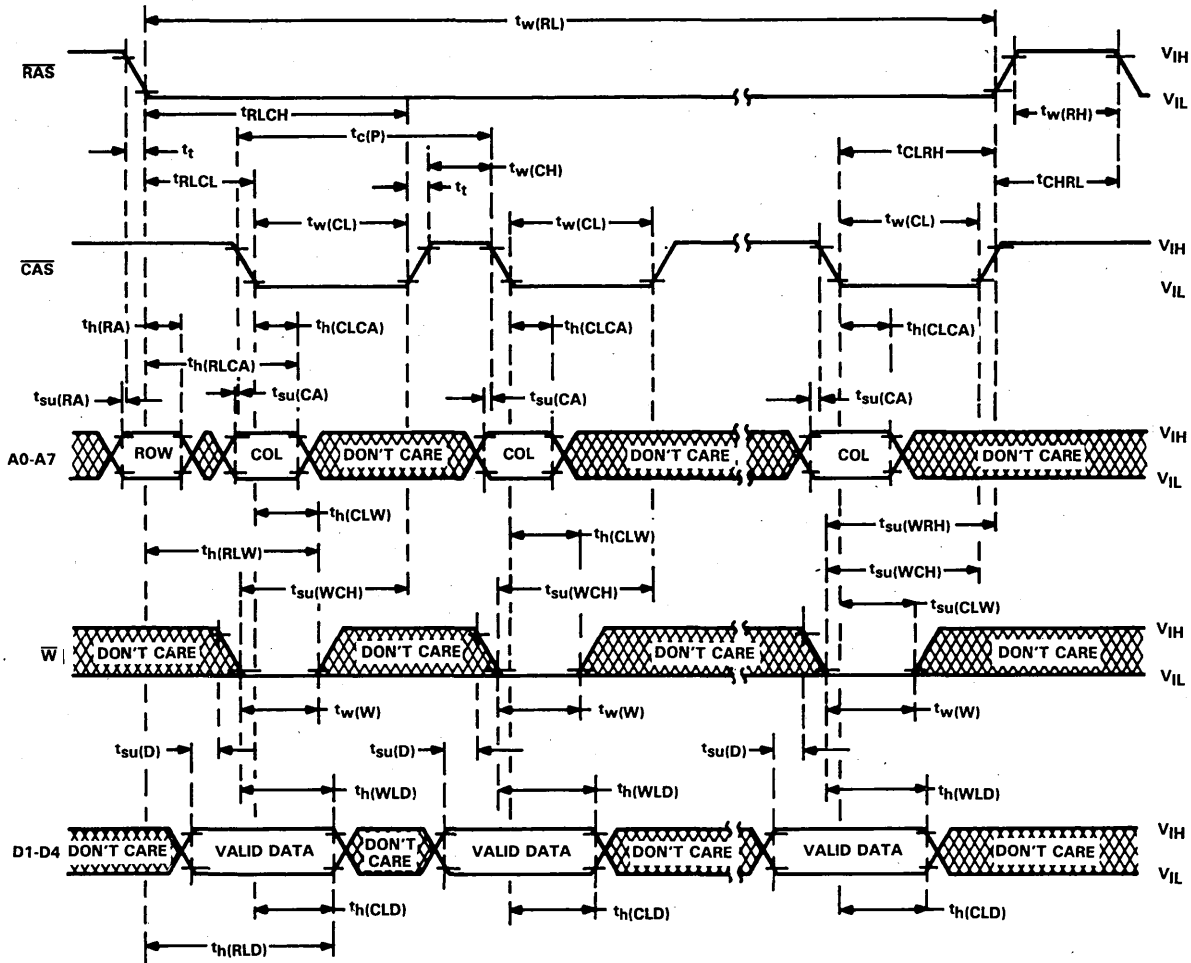 tw(RL)
RAS
VIH
VIL
tRLCH
tw(RH)
tc(P)
tCLRH
tt
tw(CH)
tRLCL
tt
tCHRL
tw(CL)
tw(CL)
tw(CL)
CAS
VIH
VIL
th(RA)
th(CLCA)
th(CLCA)
th(CLCA)
th(RLCA)
tsu(RA)
tsu(CA)
tsu(CA)
tsu(CA)
A0-A7
ROW
COL
DON'T CARE
COL
DON'T CARE
COL
DON'T CARE
VIH
VIL
th(CLW)
th(CLW)
tsu(WRH)
th(RLW)
tsu(WCH)
tsu(WCH)
tsu(WCH)
tsu(CLW)
W
DON'T CARE
DON'T CARE
DON'T CARE
DON'T CARE
VIH
VIL
tw(W)
tw(W)
tw(W)
tsu(D)
tsu(D)
tsu(D)
th(WLD)
th(WLD)
th(WLD)
D1-D4
DON'T CARE
VALID DATA
DON'T CARE
VALID DATA
DON'T CARE
VALID DATA
DON'T CARE
VIH
VIL
th(CLD)
th(CLD)
th(CLD)
th(RLD)